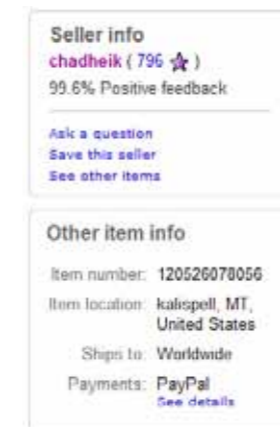 Seller info
chadheik ( 796 )
99.6% Positive feedback
Ask a question
Save this seller
See other items
Other item info
Item number: 120526078056
Item location: kalispell, MT,
United States
Ships to: Worldwide
Payments: PayPal
See details